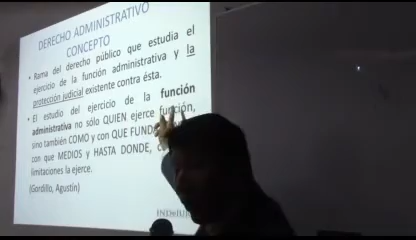 DERECHO ADMINISTRATIVO
CONCEPTO
• Rama del derecho público que estudia el
ejercicio de la función administrativa y la
protección judicial existente contra ésta.
• El estudio del ejercicio de la función
administrativa no sólo QUIEN ejerce función,
sino también COMO y con QUE FUND
con que MEDIOS y HASTA DONDE,
limitaciones la ejerce.
(Gordillo, Agustín)